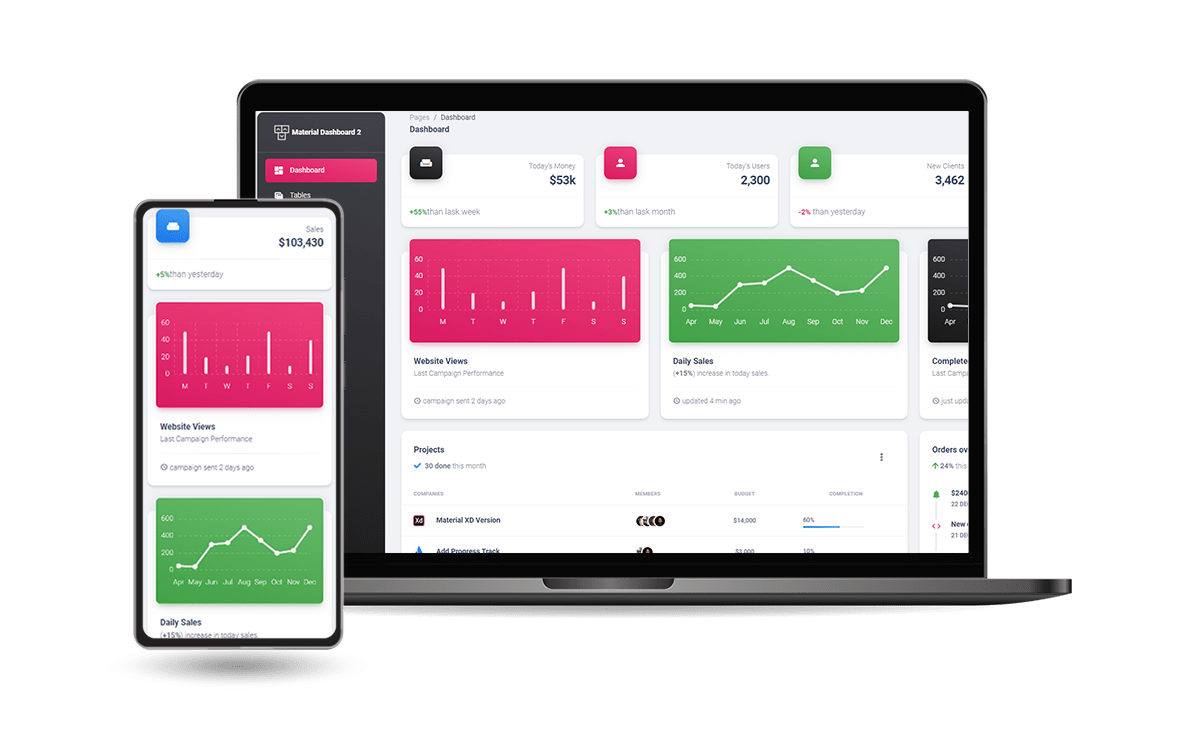 Material Dashboard 2
Dashboard
Tables
Pages / Dashboard
Dashboard
Today's Money
$53k
+55%than lask week
Today's Users
2,300
+3%than lask month
New Clients
3,462
-2% than yesterday
60
40
20
0
M T W T F S S
Website Views
Last Campaign Performance
campaign sent 2 days ago
600
400
200
0
Apr May Jun Jul Aug Sep Oct Nov Dec
Daily Sales
(+15%) increase in today sales.
updated 4 min ago
600
400
200
0
Apr
Complete
Last Campa
just upda
Projects
30 done this month
COMPANIES MEMBERS BUDGET COMPLETION
Xd Material XD Version $14,000 60%
Add Progress Track $3,000 10%
Orders ov
24% this
$240
22 DE
New
21 DE
Sales
$103,430
+5%than yesterday
60
40
20
0
M T W T F S S
Website Views
Last Campaign Performance
campaign sent 2 days ago
600
400
200
0
Apr May Jun Jul Aug Sep Oct Nov Dec
Daily Sales
(+15%) increase in today sales.